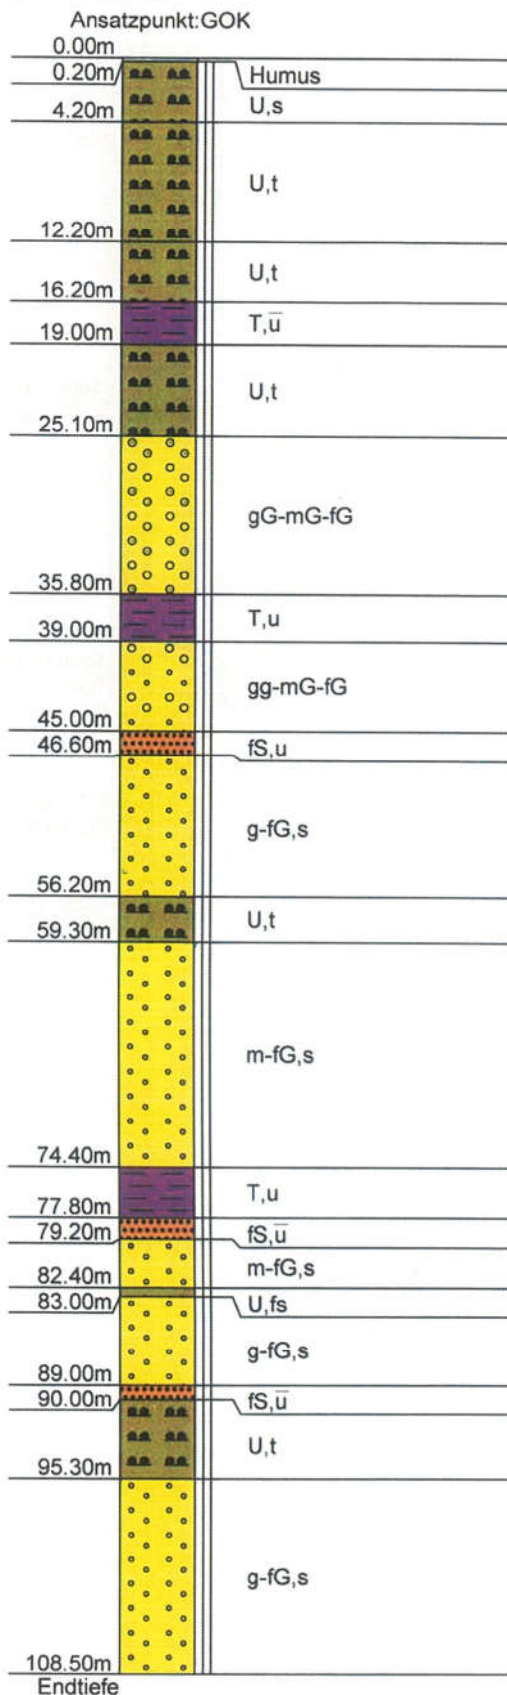 Ansatzpunkt:GOK
0.00m
0.20m Humus
4.20m U,s
U,t
12.20m
U,t
16.20m
T,u̅
19.00m
U,t
25.10m
gG-mG-fG
35.80m
T,u
39.00m
gg-mG-fG
45.00m
46.60m fS,u
g-fG,s
56.20m
U,t
59.30m
m-fG,s
74.40m
T,u
77.80m
79.20m fS,u̅
m-fG,s
82.40m
83.00m U,fs
g-fG,s
89.00m
90.00m fS,u̅
U,t
95.30m
g-fG,s
108.50m
Endtiefe